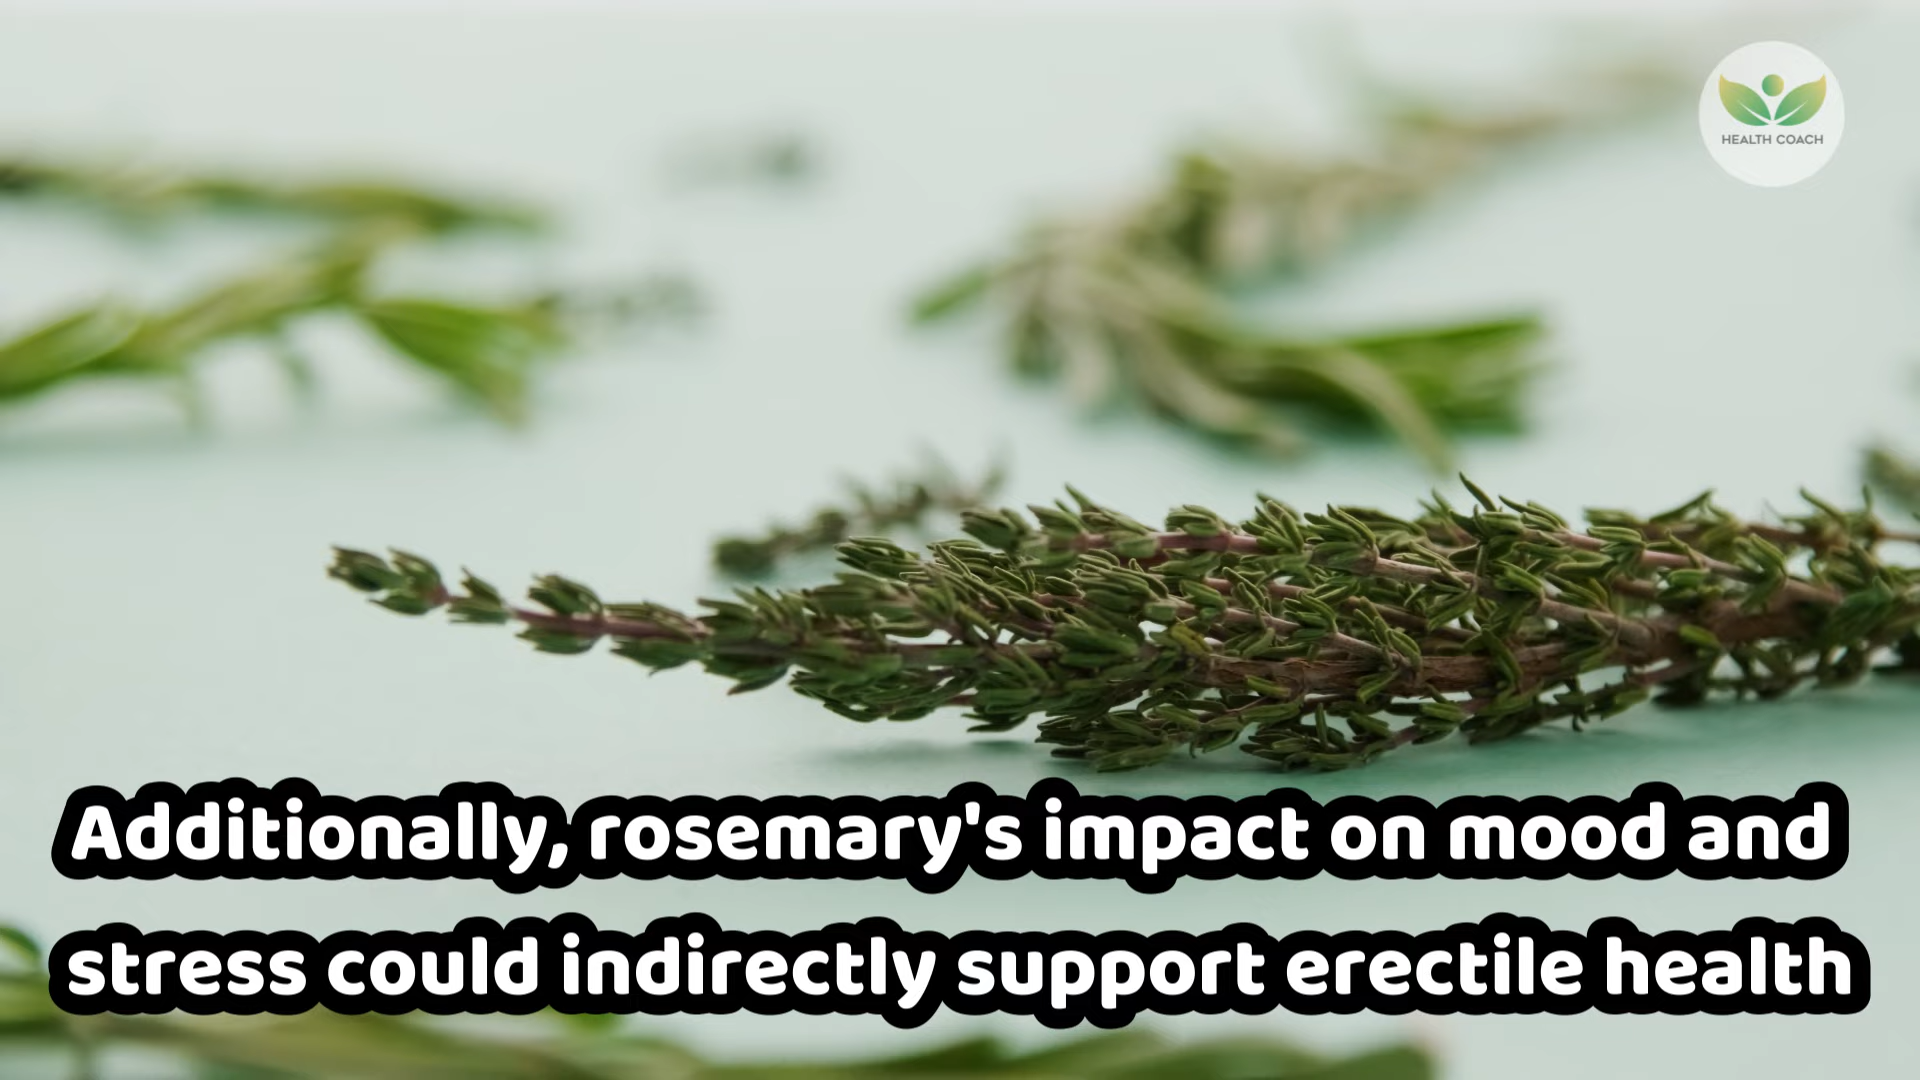 HEALTH COACH
Additionally, rosemary's impact on mood and
stress could indirectly support erectile health